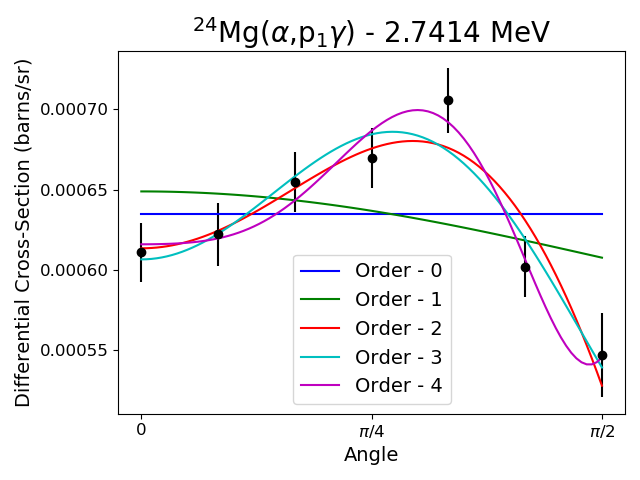 ²⁴Mg(α,p₁γ) - 2.7414 MeV
Differential Cross-Section (barns/sr)
0.00070
0.00065
0.00060
0.00055
Order - 0
Order - 1
Order - 2
Order - 3
Order - 4
0
π/4
π/2
Angle